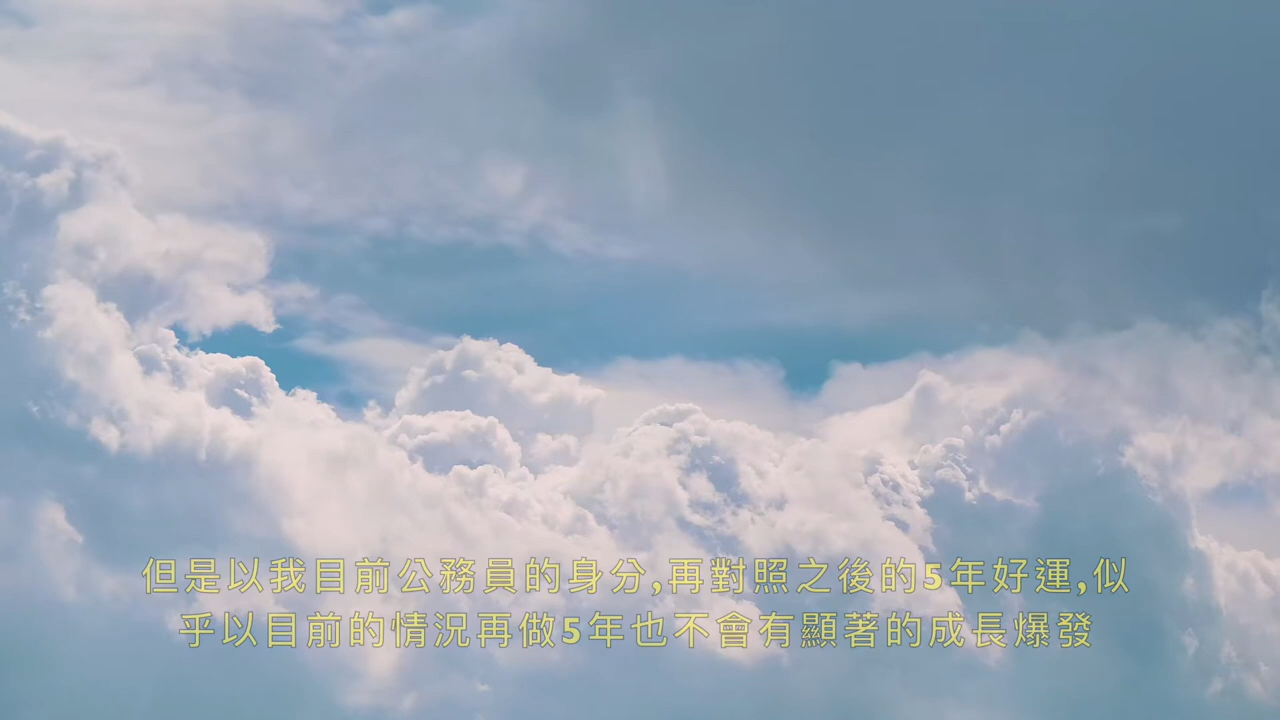 但是以我目前公務員的身分,再對照之後的5年好運,似
乎以目前的情況再做5年也不會有顯著的成長爆發